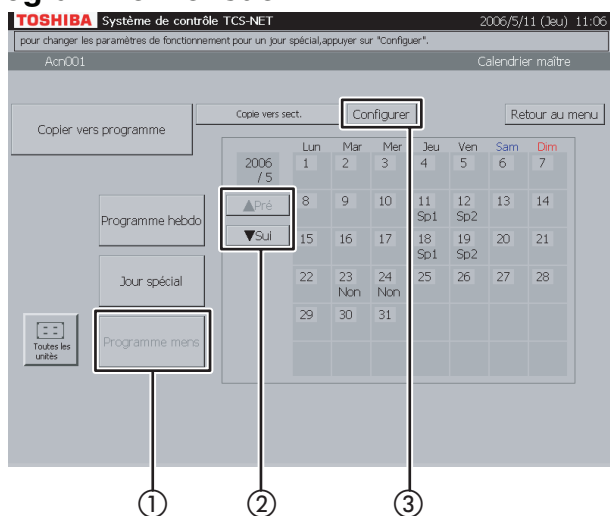 TOSHIBA Système de contrôle TCS-NET 2006/5/11 (Jeu) 11:06
pour changer les paramètres de fonctionnement pour un jour spécial,appuyer sur "Configuer".
Acn001 Calendrier maître
Copier vers programme
Copie vers sect. Configurer Retour au menu
Lun Mar Mer Jeu Ven Sam Dim
2006 / 5
1 2 3 4 5 6 7
▲Pré
8 9 10 11 Sp1 12 Sp2 13 14
Programme hebdo
▼Sui
15 16 17 18 Sp1 19 Sp2 20 21
Jour spécial
22 23 Non 24 Non 25 26 27 28
29 30 31
Toutes les unitès
Programme mens
① ② ③